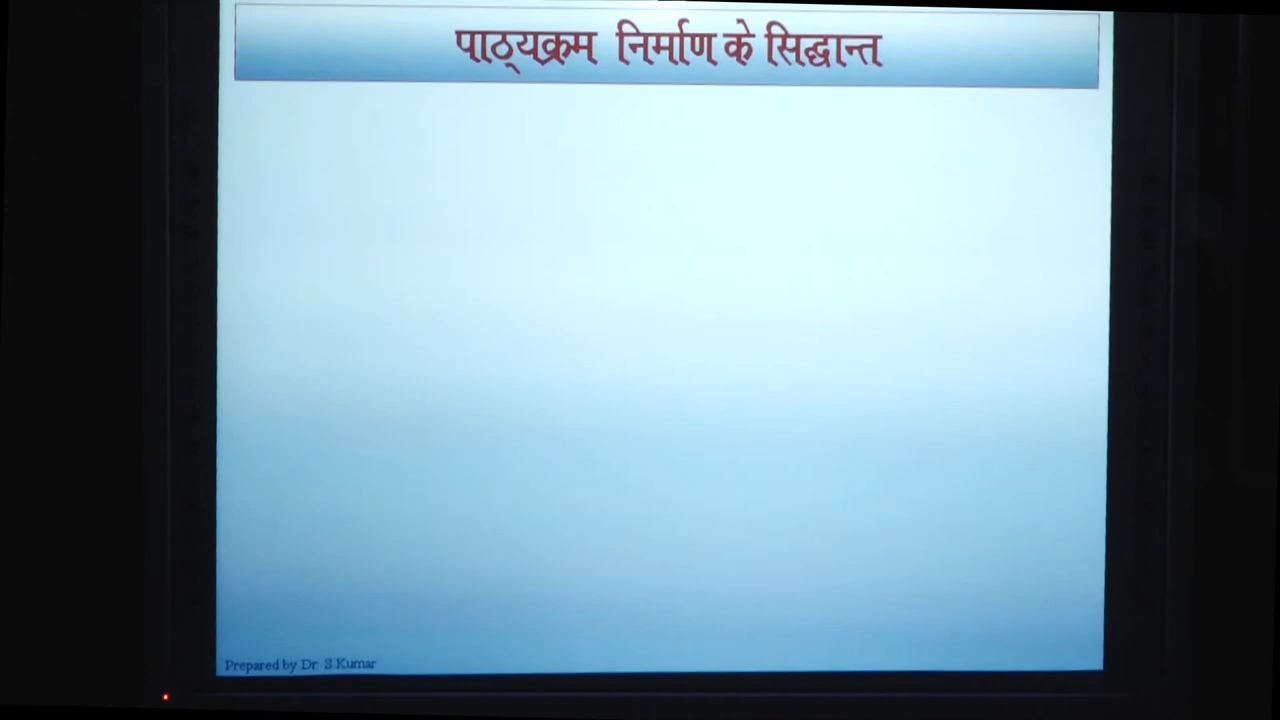 पाठ्यक्रम निर्माण के सिद्धान्त
Prepared by Dr. S.Kumar